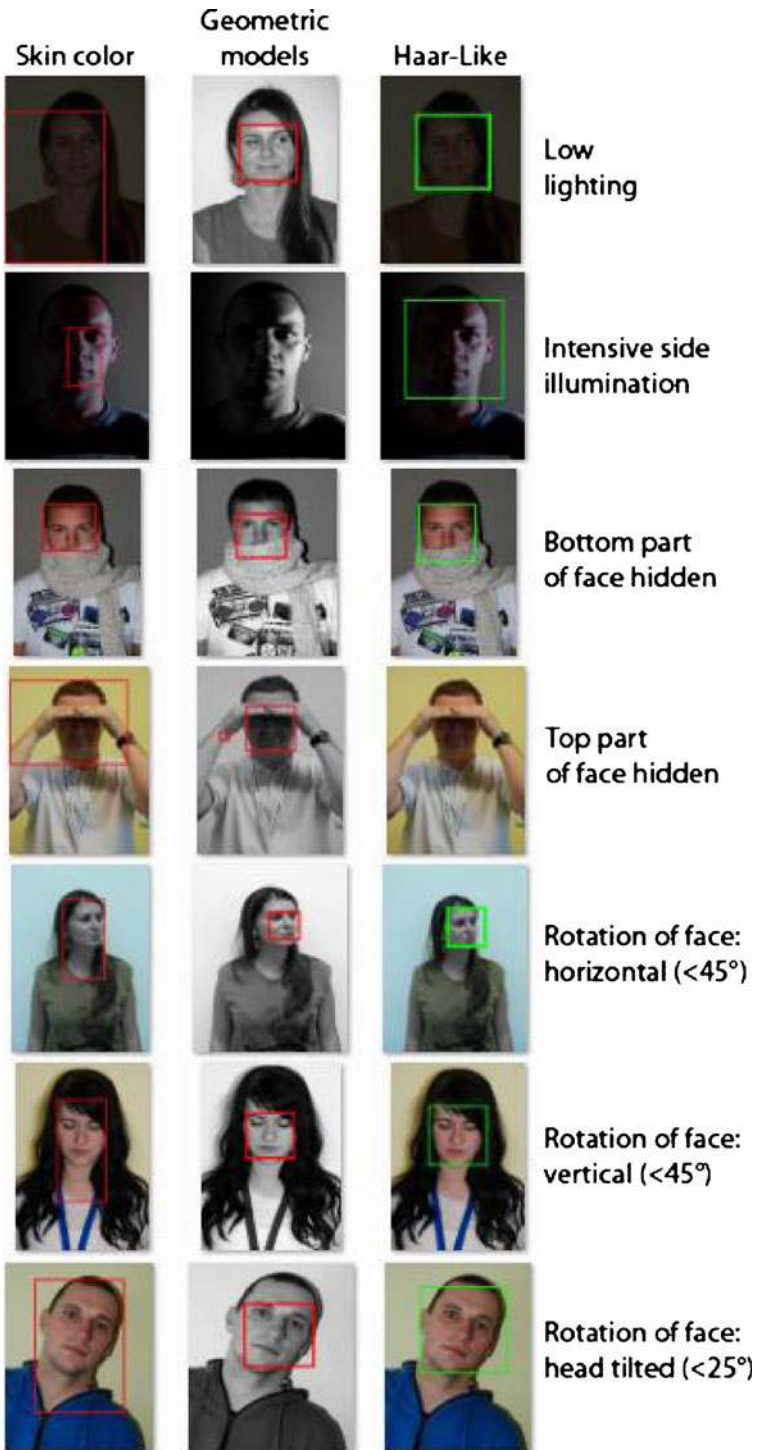 Skin color
Geometric
models
Haar-Like
Low
lighting
Intensive side
illumination
Bottom part
of face hidden
Top part
of face hidden
Rotation of face:
horizontal (<45°)
Rotation of face:
vertical (<45°)
Rotation of face:
head tilted (<25°)